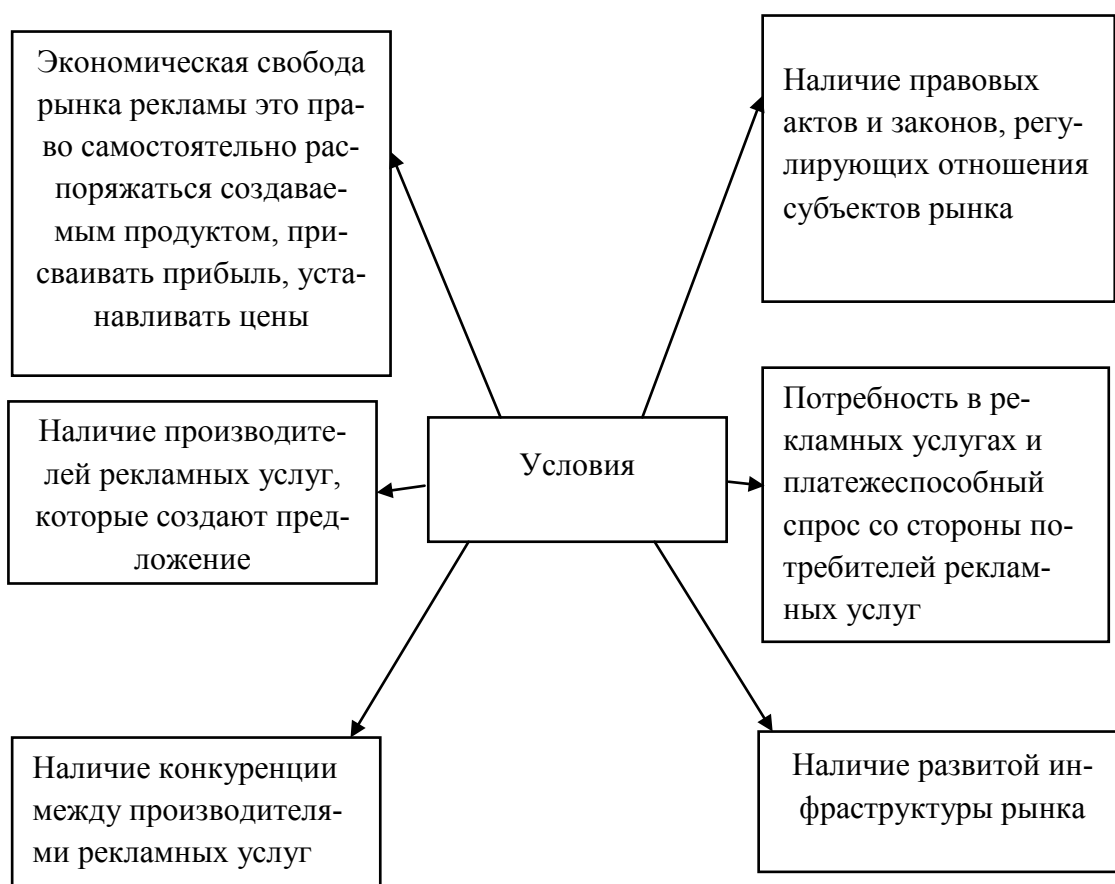 Экономическая свобода
рынка рекламы это пра-
во самостоятельно рас-
поряжаться создавае-
мым продуктом, при-
сваивать прибыль, уста-
навливать цены
Наличие правовых
актов и законов, регу-
лирующих отношения
субъектов рынка
Наличие производите-
лей рекламных услуг,
которые создают пред-
ложение
Условия
Потребность в ре-
кламных услугах и
платежеспособный
спрос со стороны по-
требителей реклам-
ных услуг
Наличие конкуренции
между производителя-
ми рекламных услуг
Наличие развитой ин-
фраструктуры рынка